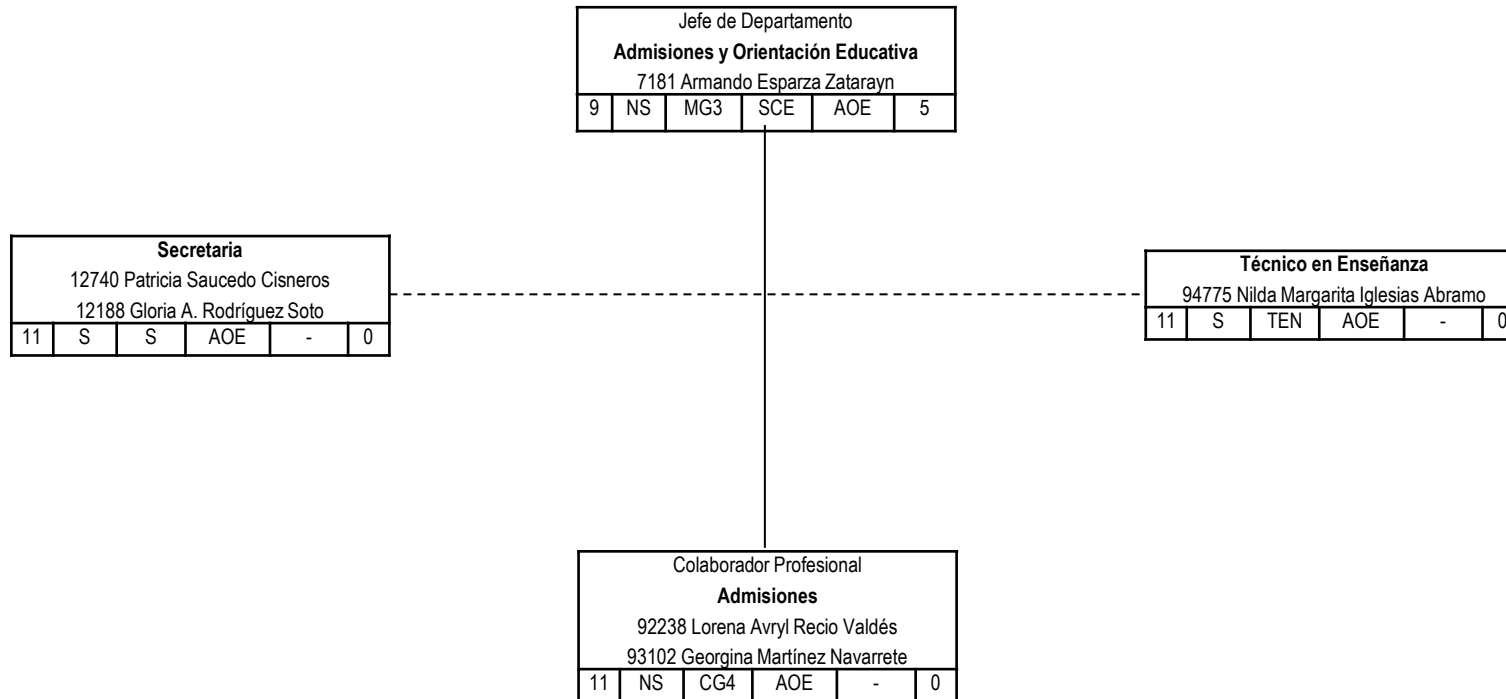 Jefe de Departamento
Admisiones y Orientación Educativa
7181 Armando Esparza Zatarayn
9 NS MG3 SCE AOE 5
Secretaria
12740 Patricia Saucedo Cisneros
12188 Gloria A. Rodríguez Soto
11 S S AOE - 0
Técnico en Enseñanza
94775 Nilda Margarita Iglesias Abramo
11 S TEN AOE - 0
Colaborador Profesional
Admisiones
92238 Lorena Avryl Recio Valdés
93102 Georgina Martínez Navarrete
11 NS CG4 AOE - 0